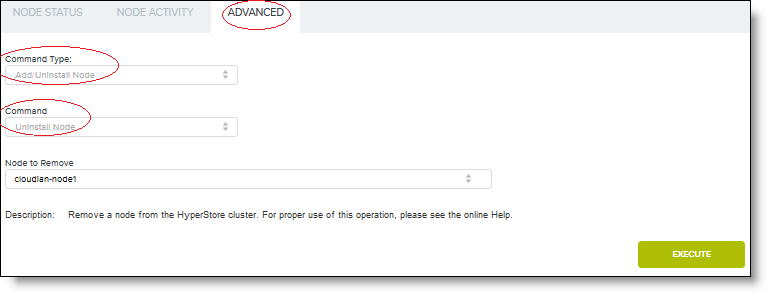 NODE STATUS NODE ACTIVITY ADVANCED
Command Type:
Add/Uninstall Node
Command
Uninstall Node
Node to Remove
cloudian-node1
Description: Remove a node from the HyperStore cluster. For proper use of this operation, please see the online Help.
EXECUTE